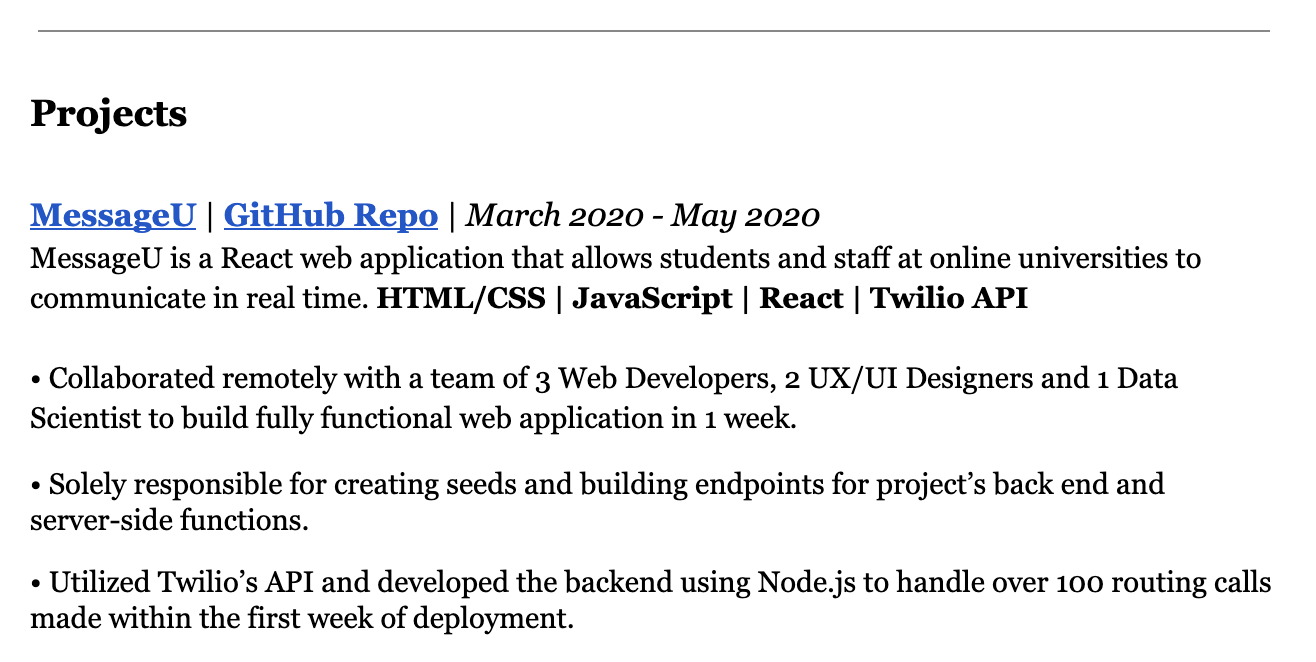 Projects
MessageU | GitHub Repo | March 2020 - May 2020
MessageU is a React web application that allows students and staff at online universities to
communicate in real time. HTML/CSS | JavaScript | React | Twilio API
• Collaborated remotely with a team of 3 Web Developers, 2 UX/UI Designers and 1 Data
Scientist to build fully functional web application in 1 week.
• Solely responsible for creating seeds and building endpoints for project’s back end and
server-side functions.
• Utilized Twilio’s API and developed the backend using Node.js to handle over 100 routing calls
made within the first week of deployment.